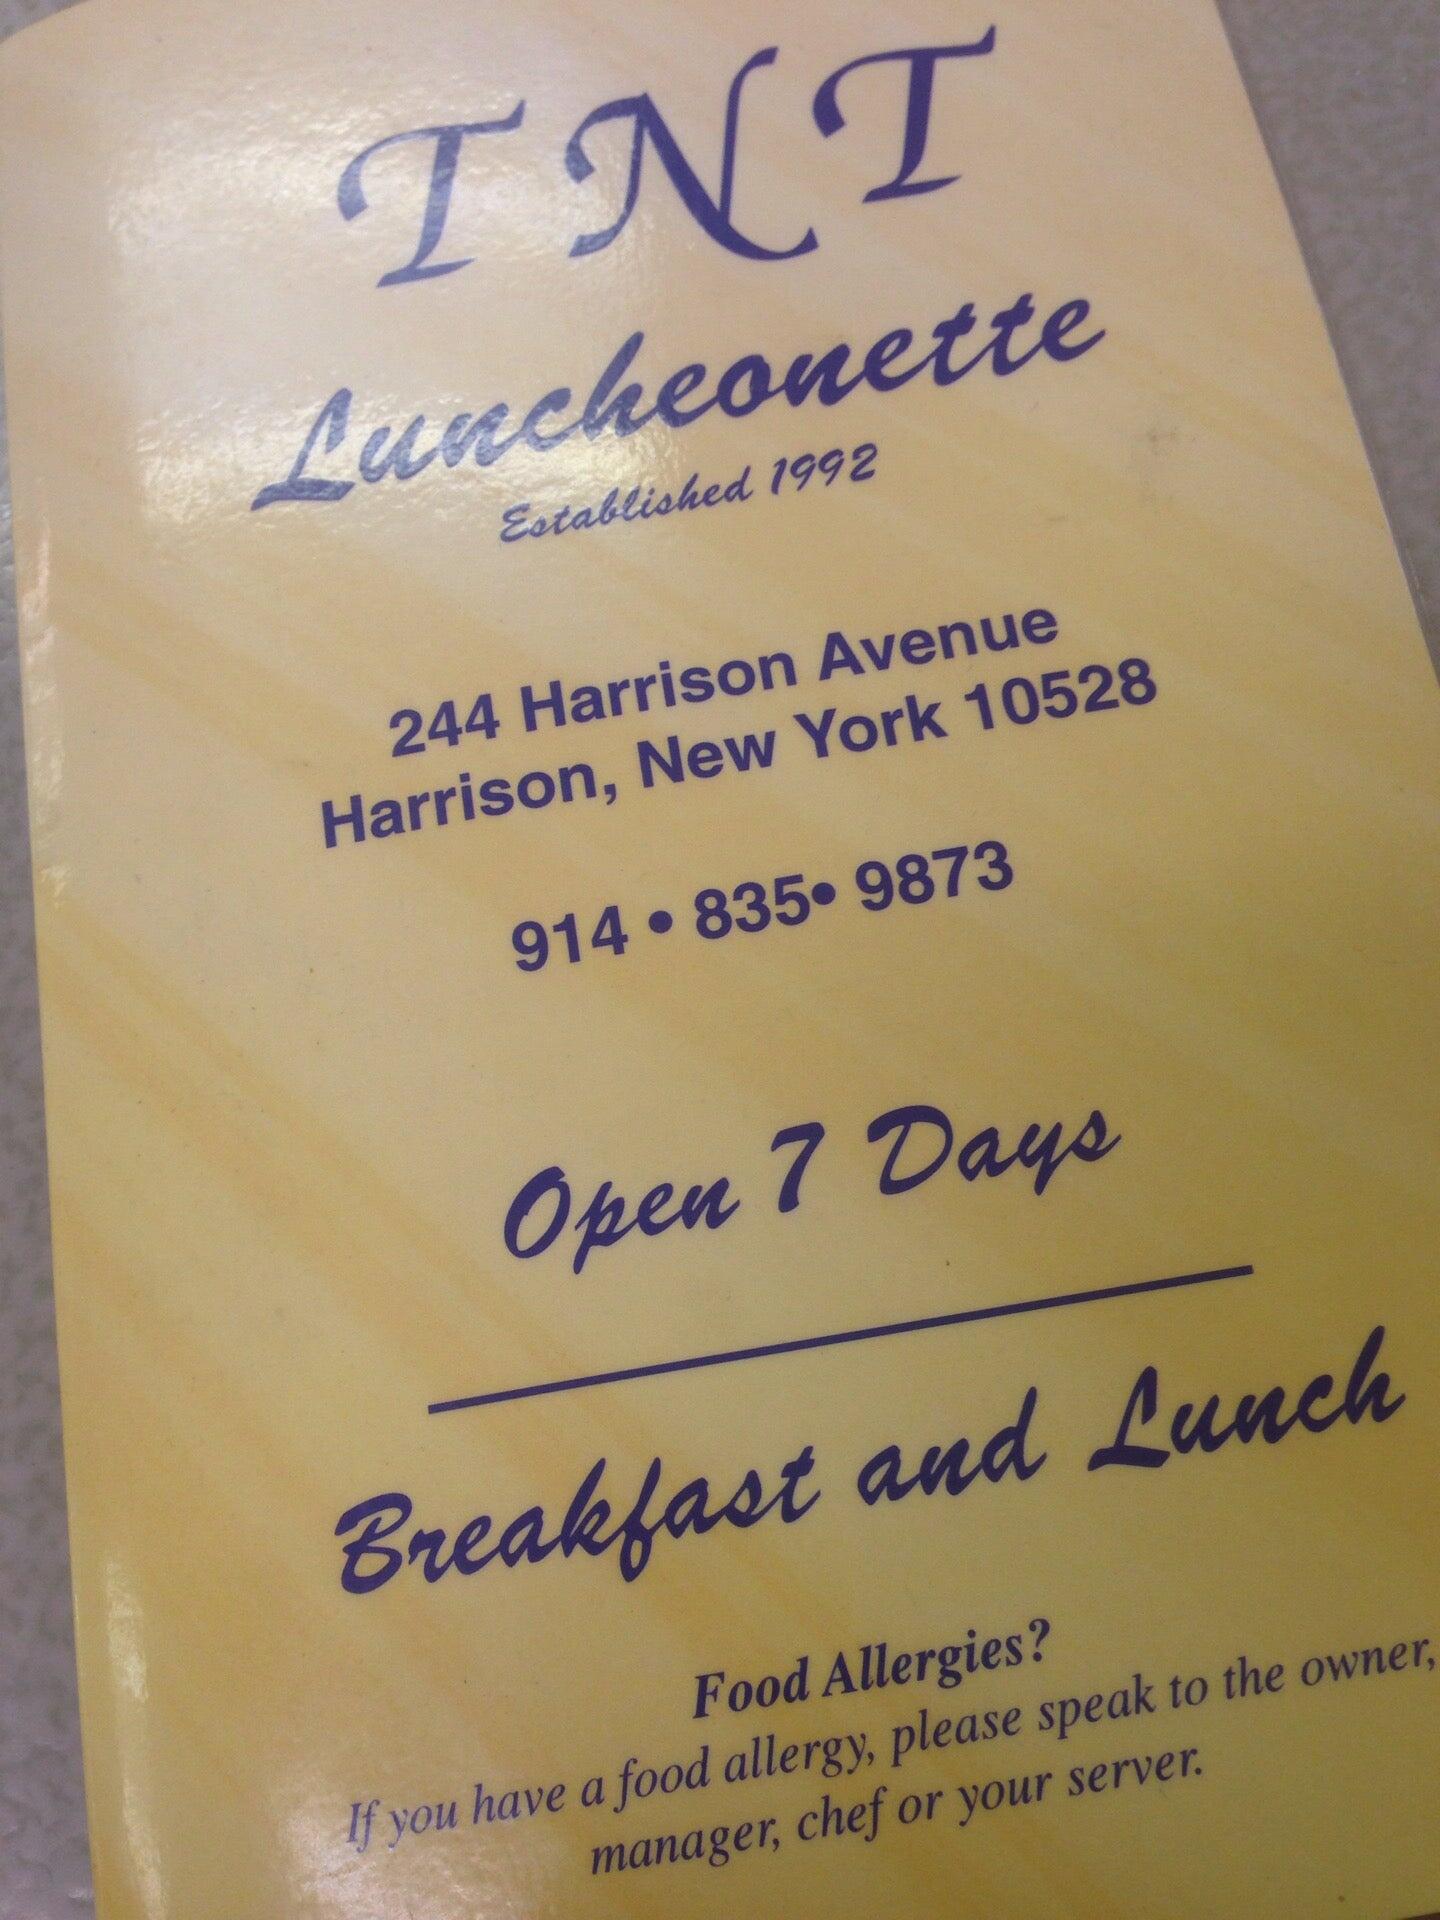 TNT
Luncheonette
Established 1992
244 Harrison Avenue
Harrison, New York 10528
914 • 835• 9873
Open 7 Days
Breakfast and Lunch
Food Allergies?
If you have a food allergy, please speak to the owner,
manager, chef or your server.